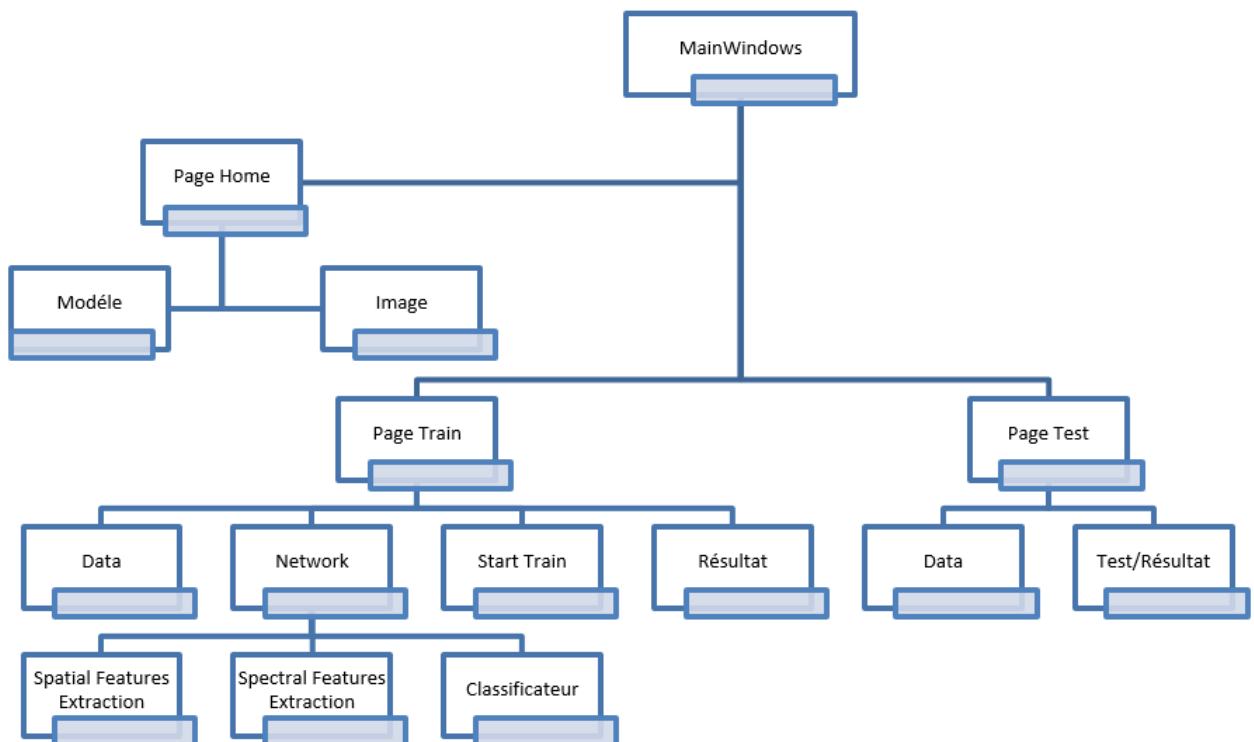 MainWindows
Page Home
Modéle
Image
Page Train
Page Test
Data
Network
Start Train
Résultat
Data
Test/Résultat
Spatial Features
Extraction
Spectral Features
Extraction
Classificateur